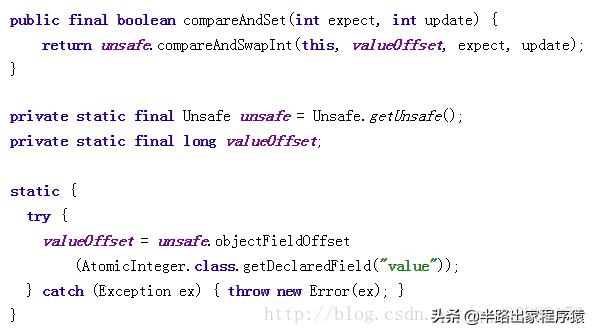 public final boolean compareAndSet(int expect, int update) {
    return unsafe.compareAndSwapInt(this, valueOffset, expect, update);
}
private static final Unsafe unsafe = Unsafe.getUnsafe();
private static final long valueOffset;
static {
  try {
    valueOffset = unsafe.objectFieldOffset
        (AtomicInteger.class.getDeclaredField("value"));
  } catch (Exception ex) { throw new Error(ex); }
}
http://blog.csdn.
头条 @半路出家程序猿